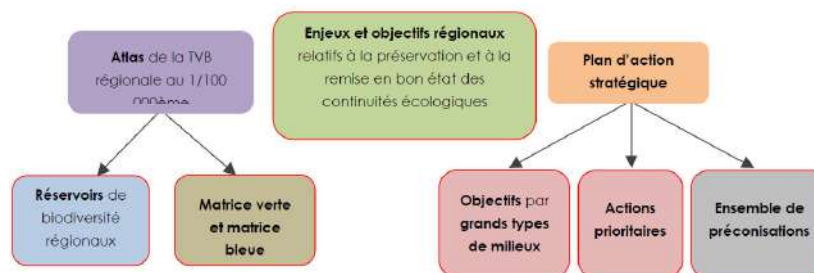 Atlas de la TVB
régionale au 1/100
000ème
Enjeux et objectifs régionaux
relatifs à la préservation et à la
remise en bon état des
continuités écologiques
Plan d'action
stratégique
Réservoirs de
biodiversité
régionaux
Matrice verte
et matrice
bleue
Objectifs par
grands types
de milieux
Actions
prioritaires
Ensemble de
préconisations